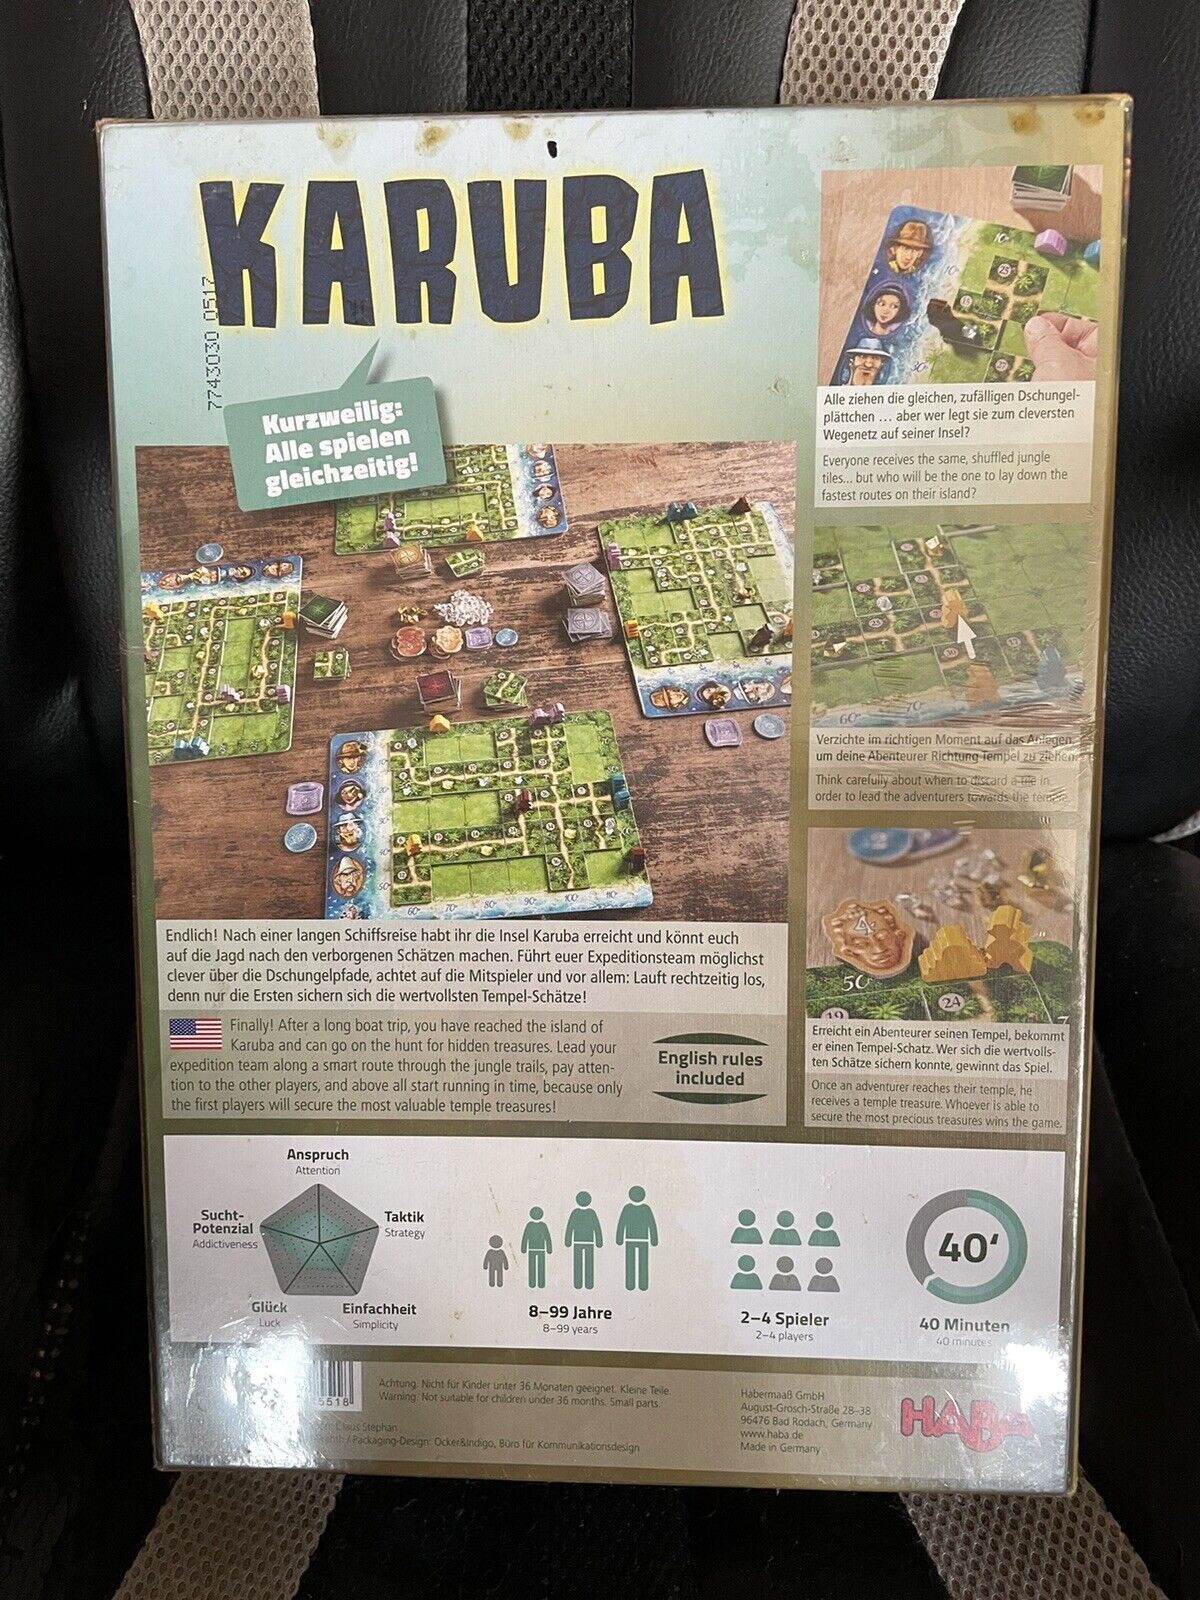 KARUBA
7743030 0517
Kurzweilig:
Alle spielen
gleichzeitig!
Alle ziehen die gleichen, zufälligen Dschungel-
plättchen ... aber wer legt sie zum cleversten
Wegenetz auf seiner Insel?
Everyone receives the same, shuffled jungle
tiles... but who will be the one to lay down the
fastest routes on their island?
Verzichte im richtigen Moment auf das Anlegen,
um deine Abenteurer Richtung Tempel zu ziehen.
Think carefully about when to discard a tile in
order to lead the adventurers towards the temple.
50
2A
19
Erreicht ein Abenteurer seinen Tempel, bekommt
er einen Tempel-Schatz. Wer sich die wertvolls-
ten Schätze sichern konnte, gewinnt das Spiel.
Once an adventurer reaches their temple, he
receives a temple treasure. Whoever is able to
secure the most precious treasures wins the game.
60° 70° 80° 90° 100° 110°
Endlich! Nach einer langen Schiffsreise habt ihr die Insel Karuba erreicht und könnt euch
auf die Jagd nach den verborgenen Schätzen machen. Führt euer Expeditionsteam möglichst
clever über die Dschungelpfade, achtet auf die Mitspieler und vor allem: Lauft rechtzeitig los,
denn nur die Ersten sichern sich die wertvollsten Tempel-Schätze!
Finally! After a long boat trip, you have reached the island of
Karuba and can go on the hunt for hidden treasures. Lead your
expedition team along a smart route through the jungle trails, pay atten-
tion to the other players, and above all start running in time, because only
the first players will secure the most valuable temple treasures!
English rules
included
Anspruch
Attention
Taktik
Strategy
Einfachheit
Simplicity
Glück
Luck
Sucht-
Potenzial
Addictiveness
8–99 Jahre
8–99 years
2–4 Spieler
2–4 players
40'
40 Minuten
40 minutes
5518
Achtung. Nicht für Kinder unter 36 Monaten geeignet. Kleine Teile.
Warning. Not suitable for children under 36 months. Small parts.
Claus Stephan
/ Packaging-Design: Ocker&Indigo, Büro für Kommunikationsdesign
Habermaaß GmbH
August-Grosch-Straße 28–38
96476 Bad Rodach, Germany
www.haba.de
Made in Germany
HABA